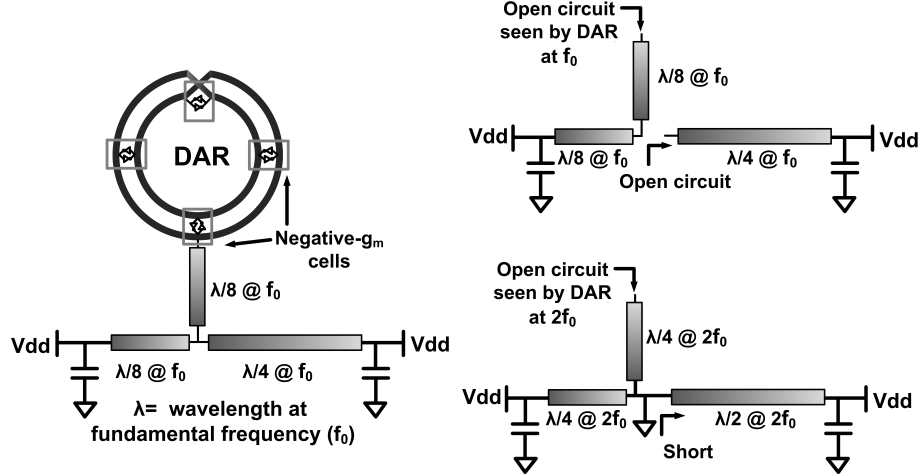 DAR
Negative-gm
cells
λ/8 @ f0
Vdd
Vdd
λ/8 @ f0
λ/4 @ f0
λ= wavelength at
fundamental frequency (f0)
Open circuit
seen by DAR
at f0
λ/8 @ f0
Vdd
Vdd
λ/8 @ f0
λ/4 @ f0
Open circuit
Open circuit
seen by DAR
at 2f0
λ/4 @ 2f0
Vdd
Vdd
λ/4 @ 2f0
λ/2 @ 2f0
Short